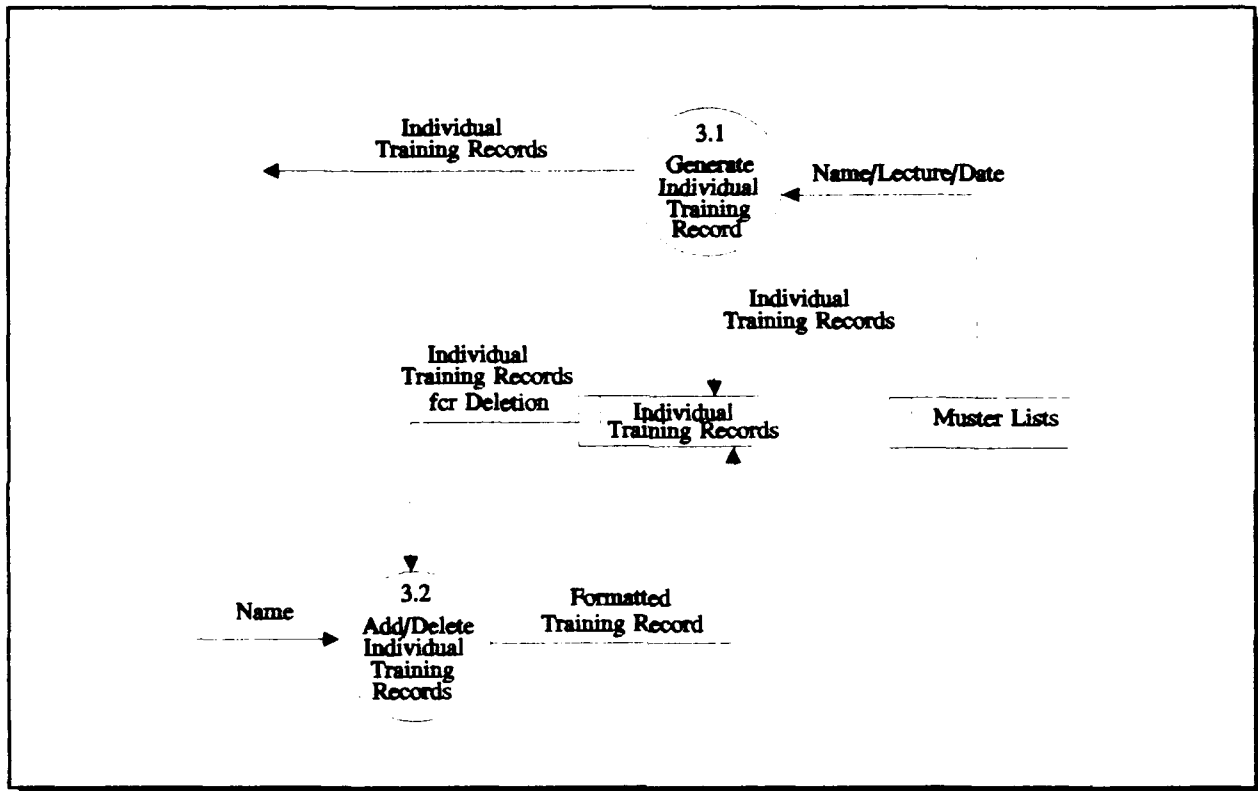 Individual
Training Records
3.1
Generate
Individual
Training
Record
Name/Lecture/Date
Individual
Training Records
Individual
Training Records
fcr Deletion
Individual
Training Records
Muster Lists
3.2
Add/Delete
Individual
Training
Records
Name
Formatted
Training Record